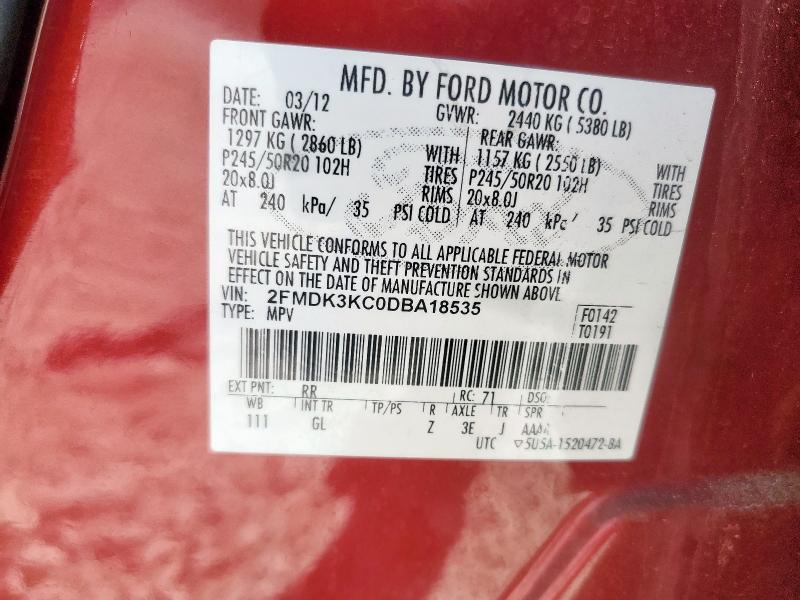 MFD. BY FORD MOTOR CO.
DATE: 03/12 GVWR: 2440 KG ( 5380 LB)
FRONT GAWR: REAR GAWR:
1297 KG ( 2860 LB) WITH 1157 KG ( 2550 LB) WITH
P245/50R20 102H TIRES P245/50R20 102H TIRES
20x8.0J RIMS 20x8.0J RIMS
AT 240 kPa/ 35 PSI COLD AT 240 kPa/ 35 PSI COLD
THIS VEHICLE CONFORMS TO ALL APPLICABLE FEDERAL MOTOR
VEHICLE SAFETY AND THEFT PREVENTION STANDARDS IN
EFFECT ON THE DATE OF MANUFACTURE SHOWN ABOVE
VIN: 2FMDK3KC0DBA18535 F0142
TYPE: MPV T0191
EXT PNT: RR RC: 71 DSO:
WB INT TR TP/PS R AXLE TR SPR
111 GL Z 3E J AAAA
UTC ▽5U5A-1520472-BA